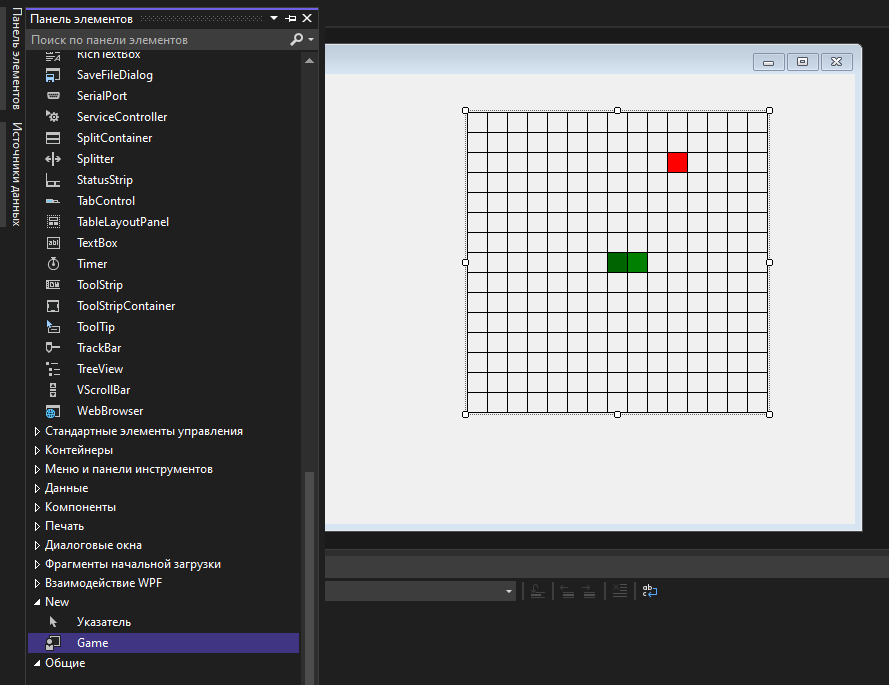 Панель элементов
Источники данных
Панель элементов
Поиск по панели элементов
RichTextBox
SaveFileDialog
SerialPort
ServiceController
SplitContainer
Splitter
StatusStrip
TabControl
TableLayoutPanel
TextBox
Timer
ToolStrip
ToolStripContainer
ToolTip
TrackBar
TreeView
VScrollBar
WebBrowser
Стандартные элементы управления
Контейнеры
Меню и панели инструментов
Данные
Компоненты
Печать
Диалоговые окна
Фрагменты начальной загрузки
Взаимодействие WPF
New
Указатель
Game
Общие